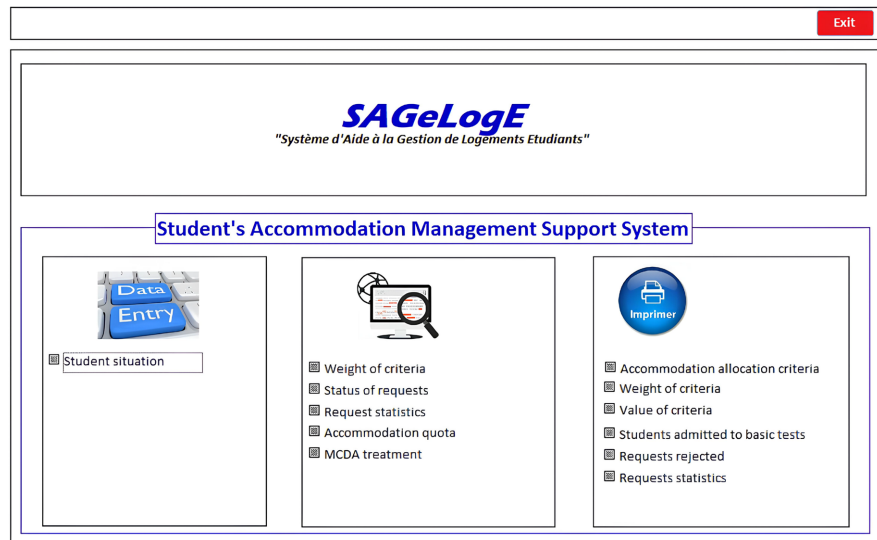 Exit
SAGeLogE
"Système d'Aide à la Gestion de Logements Etudiants"
Student's Accommodation Management Support System
Data
Entry
Student situation
Weight of criteria
Status of requests
Request statistics
Accommodation quota
MCDA treatment
Imprimer
Accommodation allocation criteria
Weight of criteria
Value of criteria
Students admitted to basic tests
Requests rejected
Requests statistics